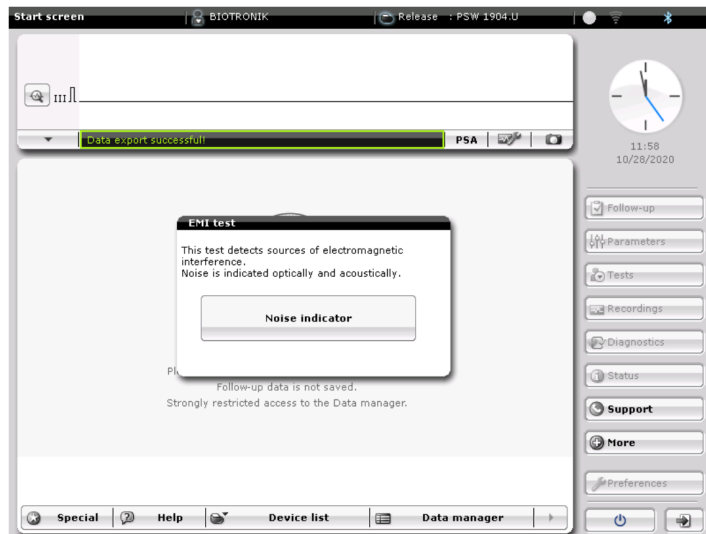 Start screen
BIOTRONIK
Release : PSW 1904.U
III
Data export successful!
PSA
11:58
10/28/2020
EMI test
This test detects sources of electromagnetic
interference.
Noise is indicated optically and acoustically.
Noise indicator
Follow-up data is not saved.
Strongly restricted access to the Data manager.
Follow-up
Parameters
Tests
Recordings
Diagnostics
Status
Support
More
Preferences
Special
Help
Device list
Data manager